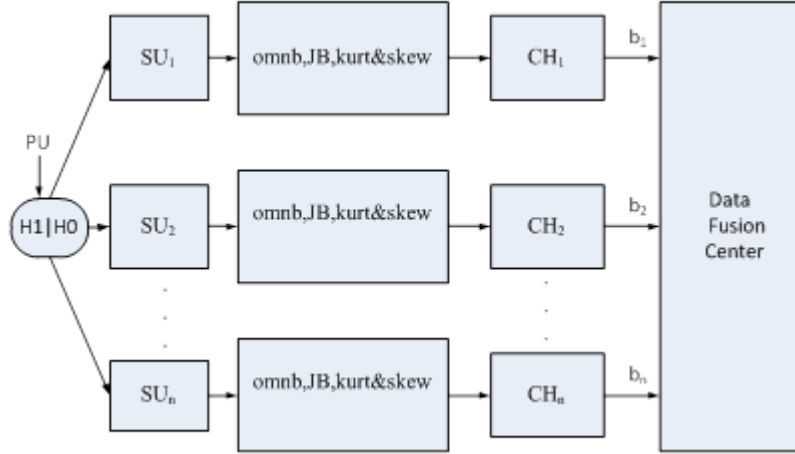 SU₁
omnb,JB,kurt&skew
CH₁
b₁
PU
H1|H0
SU₂
omnb,JB,kurt&skew
CH₂
b₂
Data
Fusion
Center
SUₙ
omnb,JB,kurt&skew
CHₙ
bₙ